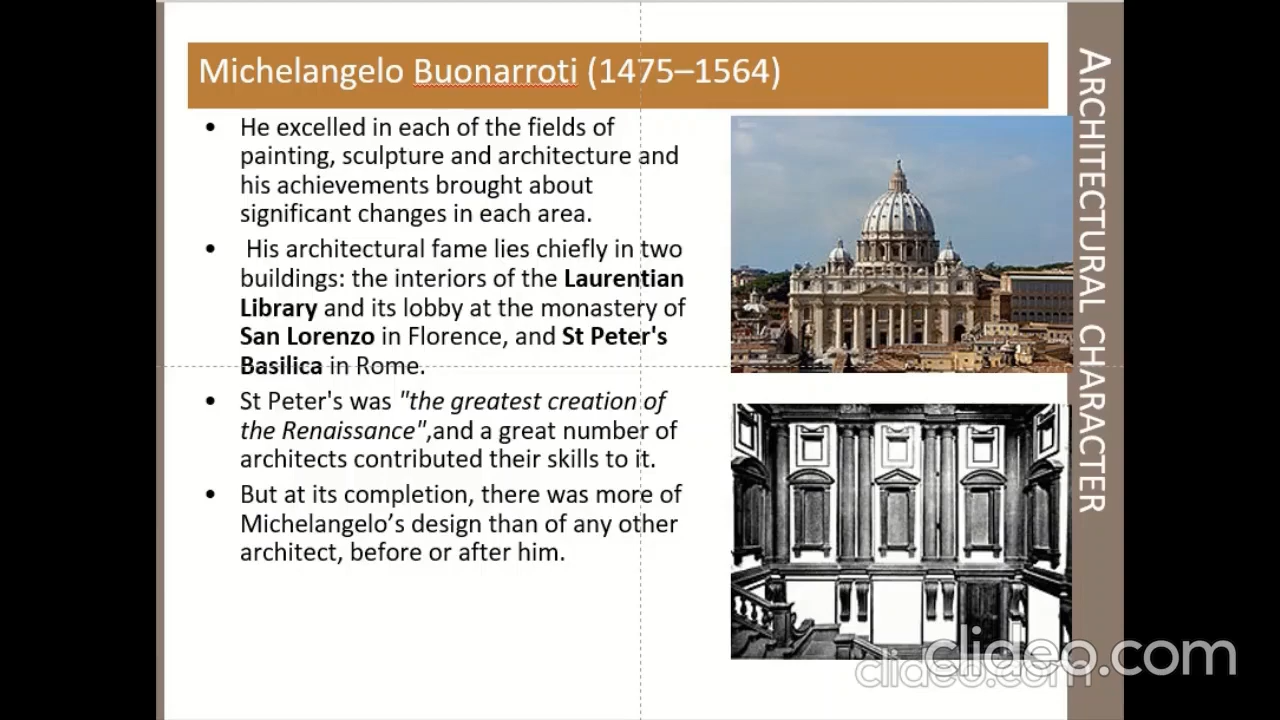 Michelangelo Buonarroti (1475–1564)
• He excelled in each of the fields of
painting, sculpture and architecture and
his achievements brought about
significant changes in each area.
• His architectural fame lies chiefly in two
buildings: the interiors of the Laurentian
Library and its lobby at the monastery of
San Lorenzo in Florence, and St Peter's
Basilica in Rome.
• St Peter's was "the greatest creation of
the Renaissance",and a great number of
architects contributed their skills to it.
• But at its completion, there was more of
Michelangelo’s design than of any other
architect, before or after him.
ARCHITECTURAL CHARACTER
clideo.com
clideo.com